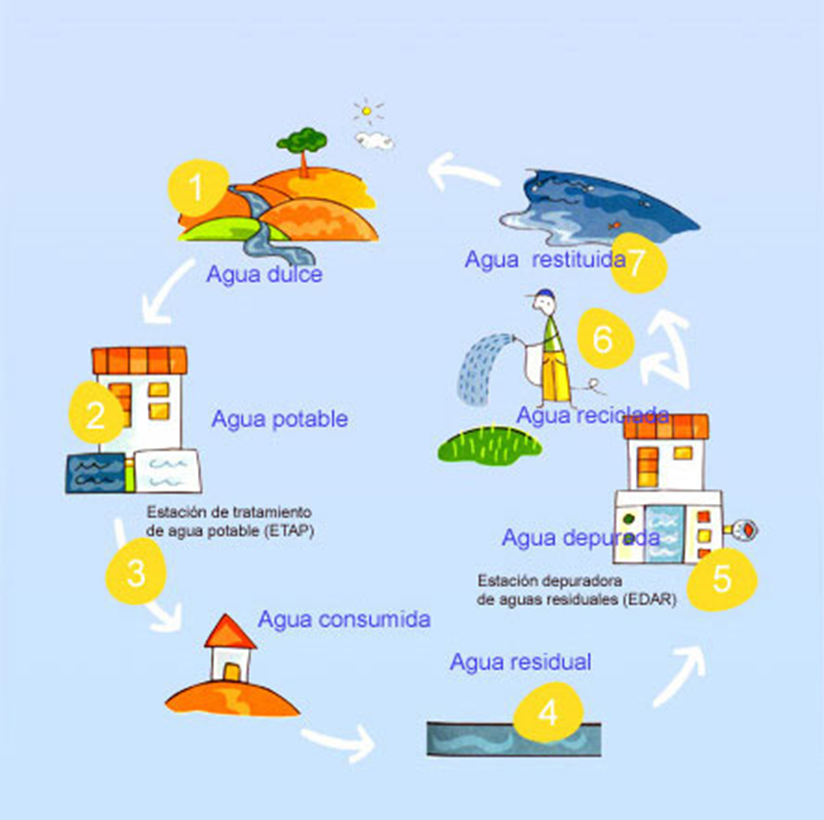 1
Agua dulce
2
Agua potable
Estación de tratamiento
de agua potable (ETAP)
3
Agua consumida
4
Agua residual
5
Agua depurada
Estación depuradora
de aguas residuales (EDAR)
6
Agua reciclada
7
Agua restituida